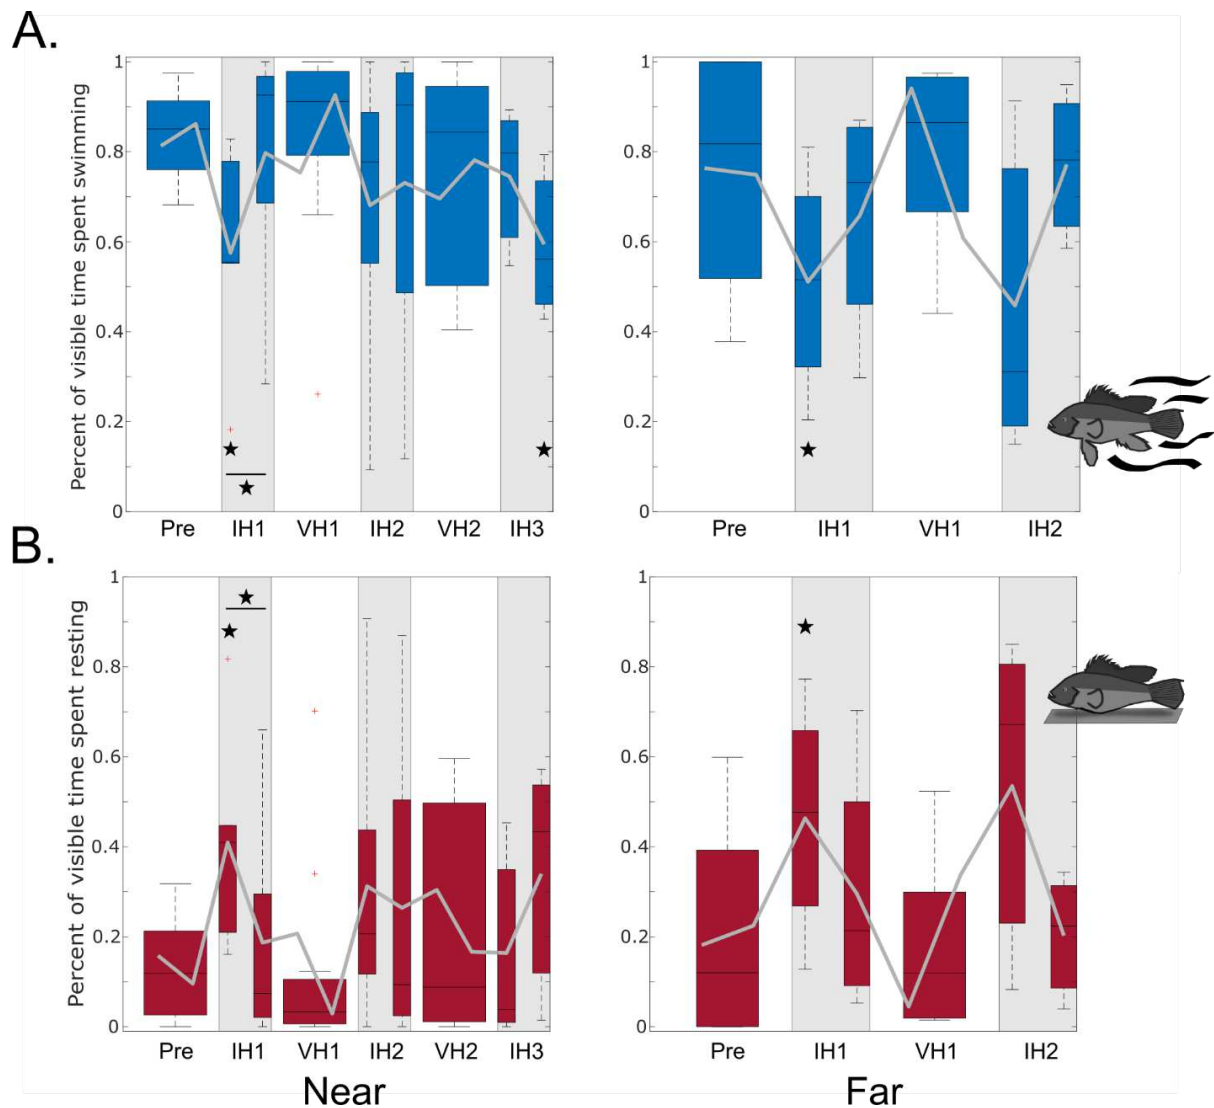 A.
Percent of visible time spent swimming
1
0.8
0.6
0.4
0.2
0
Pre IH1 VH1 IH2 VH2 IH3
1
0.8
0.6
0.4
0.2
0
Pre IH1 VH1 IH2
B.
Percent of visible time spent resting
1
0.8
0.6
0.4
0.2
0
Pre IH1 VH1 IH2 VH2 IH3
1
0.8
0.6
0.4
0.2
0
Pre IH1 VH1 IH2
Near Far